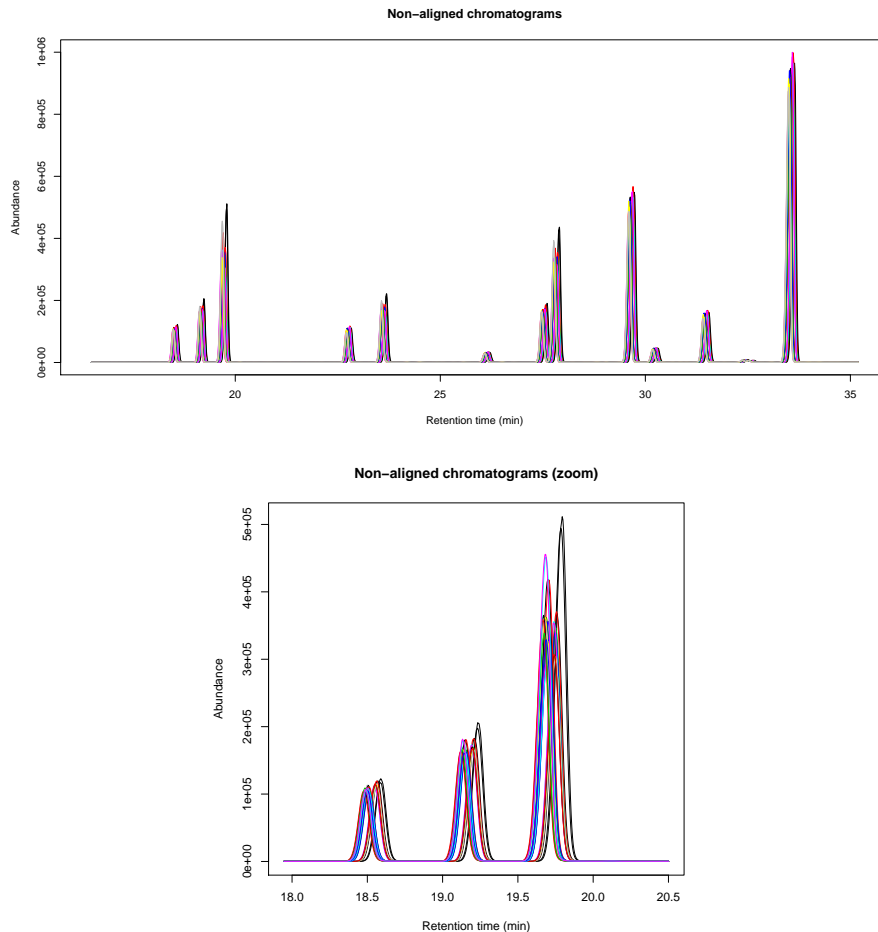 Non−aligned chromatograms
Abundance
0e+00 2e+05 4e+05 6e+05 8e+05 1e+06
20 25 30 35
Retention time (min)
Non−aligned chromatograms (zoom)
Abundance
0e+00 1e+05 2e+05 3e+05 4e+05 5e+05
18.0 18.5 19.0 19.5 20.0 20.5
Retention time (min)